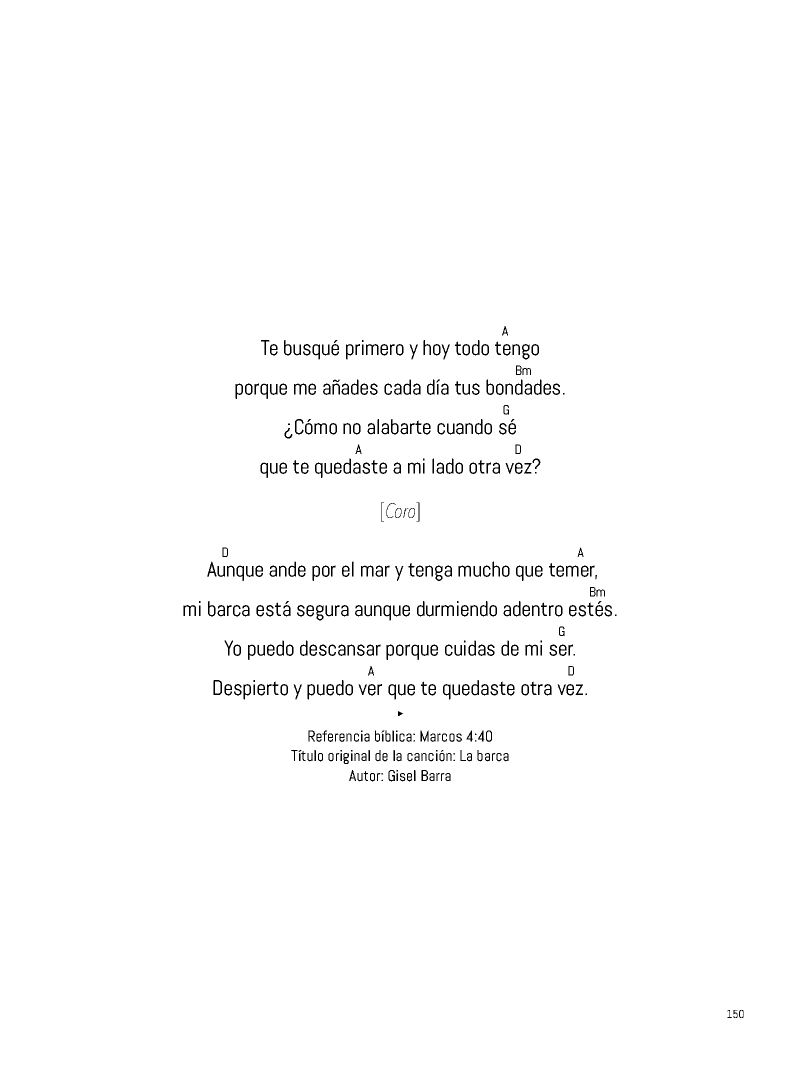 A
Te busqué primero y hoy todo tengo
Bm
porque me añades cada día tus bondades.
G
¿Cómo no alabarte cuando sé
A D
que te quedaste a mi lado otra vez?
[Coro]
D A
Aunque ande por el mar y tenga mucho que temer,
Bm
mi barca está segura aunque durmiendo adentro estés.
G
Yo puedo descansar porque cuidas de mi ser.
A D
Despierto y puedo ver que te quedaste otra vez.
Referencia bíblica: Marcos 4:40
Título original de la canción: La barca
Autor: Gisel Barra
150